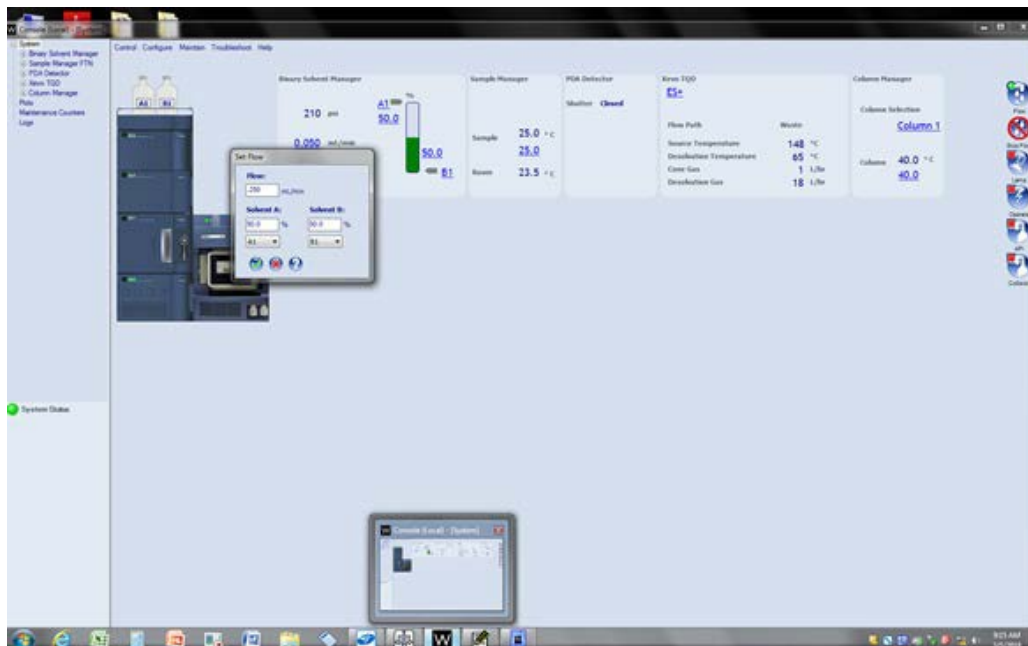 Console (Local) - [System]
System
Binary Solvent Manager
Sample Manager FTN
PDA Detector
Xevo TQD
Column Manager
Plots
Maintenance Counters
Logs
Control Configure Maintain Troubleshoot Help
A1 B1
Binary Solvent Manager
210 psi
0.050 mL/min
A1
50.0
%
50.0
B1
Sample Manager
Sample 25.0 °C
25.0
Room 23.5 °C
PDA Detector
Shutter Closed
Xevo TQD
ES+
Flow Path Waste
Source Temperature 148 °C
Desolvation Temperature 65 °C
Cone Gas 1 L/hr
Desolvation Gas 18 L/hr
Column Manager
Column Selection
Column 1
Column 40.0 °C
40.0
Set Flow
Flow:
.250 mL/min
Solvent A: Solvent B:
% %
A1 B1
System Status
Console (Local) - [System]
W
9:05 AM